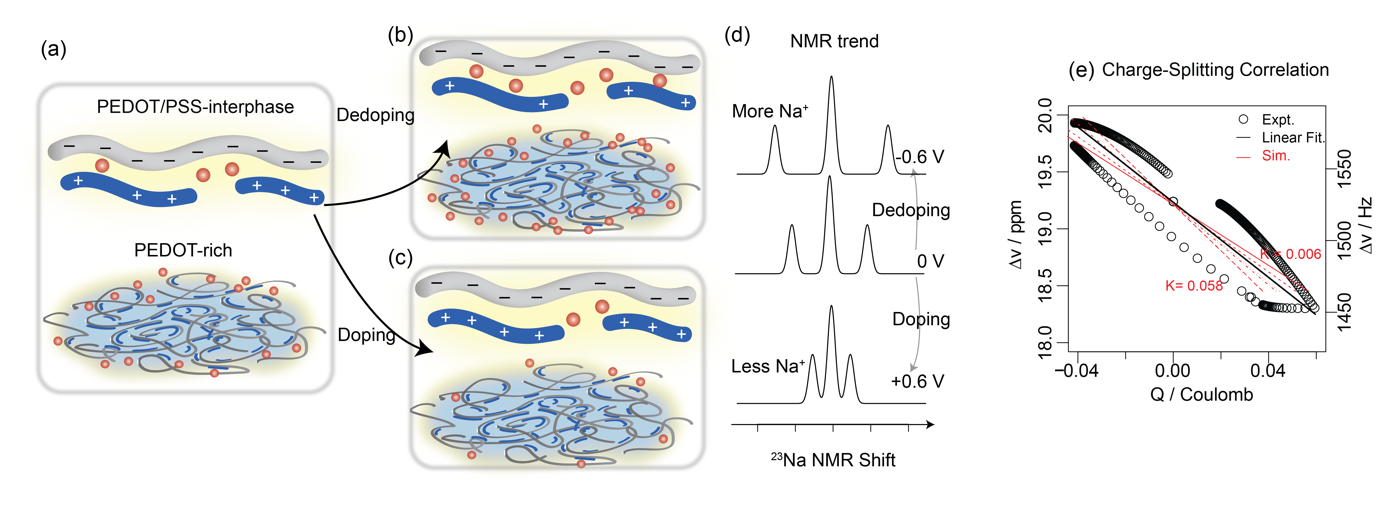 (a)
PEDOT/PSS-interphase
− − − − − − −
+ + + + +
PEDOT-rich
Dedoping
Doping
(b)
− − − − − − −
+ + + +
(c)
− − − − − − −
+ + + +
(d)
NMR trend
More Na⁺
-0.6 V
Dedoping
0 V
Doping
Less Na⁺
+0.6 V
²³Na NMR Shift
(e) Charge-Splitting Correlation
Expt.
Linear Fit.
Sim.
K= 0.006
K= 0.058
20.0
19.5
19.0
18.5
18.0
Δν / ppm
1550
1500
1450
Δν / Hz
−0.04 0.00 0.04
Q / Coulomb